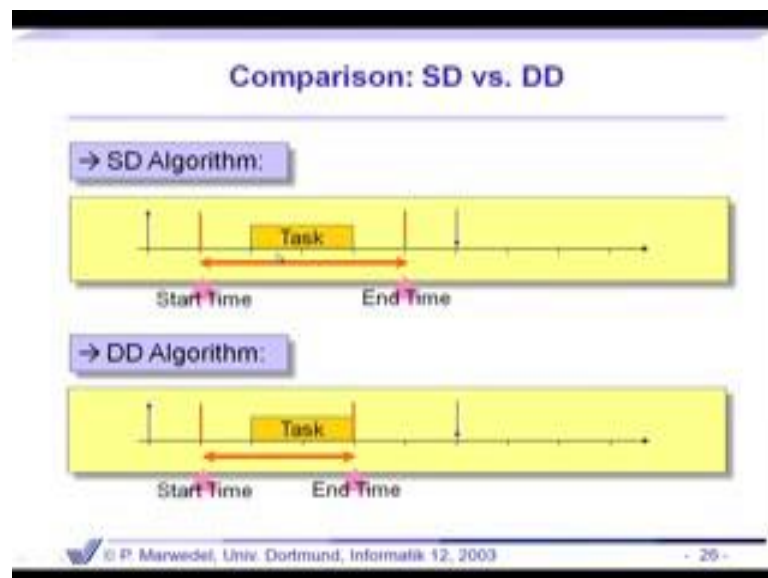 Comparison: SD vs. DD
→ SD Algorithm:
Task
Start Time End Time
→ DD Algorithm:
Task
Start Time End Time
© P. Marwedel, Univ. Dortmund, Informatik 12, 2003 - 26 -